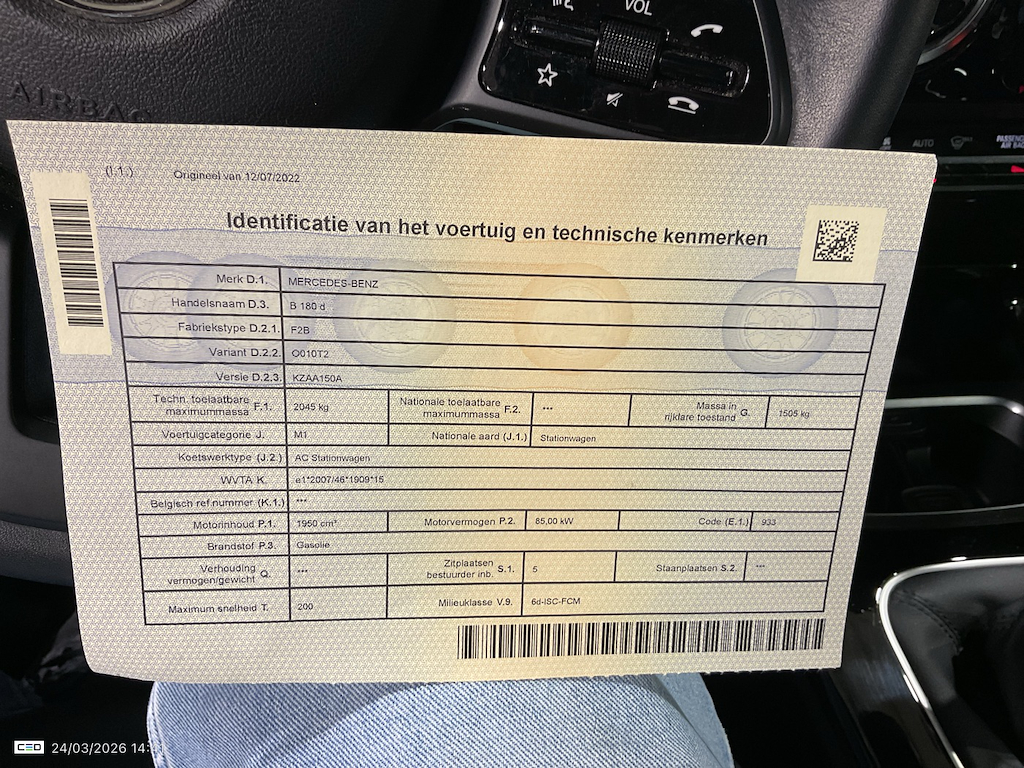 VOL
AIRBAG
AUTO
PASSENGER
AIR BAG
(I.1.) Origineel van 12/07/2022
Identificatie van het voertuig en technische kenmerken
Merk D.1. MERCEDES-BENZ
Handelsnaam D.3. B 180 d
Fabriekstype D.2.1. F2B
Variant D.2.2. O010T2
Versie D.2.3. KZAA150A
Techn. toelaatbare maximummassa F.1. 2045 kg Nationale toelaatbare maximummassa F.2. *** Massa in rijklare toestand G. 1505 kg
Voertuigcategorie J. M1 Nationale aard (J.1.) Stationwagen
Koetswerktype (J.2.) AC Stationwagen
WVTA K. e1*2007/46*1909*15
Belgisch ref.nummer (K.1.) ***
Motorinhoud P.1. 1950 cm³ Motorvermogen P.2. 85,00 kW Code (E.1.) 933
Brandstof P.3. Gasolie
Verhouding vermogen/gewicht Q. *** Zitplaatsen bestuurder inb. S.1. 5 Staanplaatsen S.2. ***
Maximum snelheid T. 200 Milieuklasse V.9. 6d-ISC-FCM
CEO 24/03/2026 14: